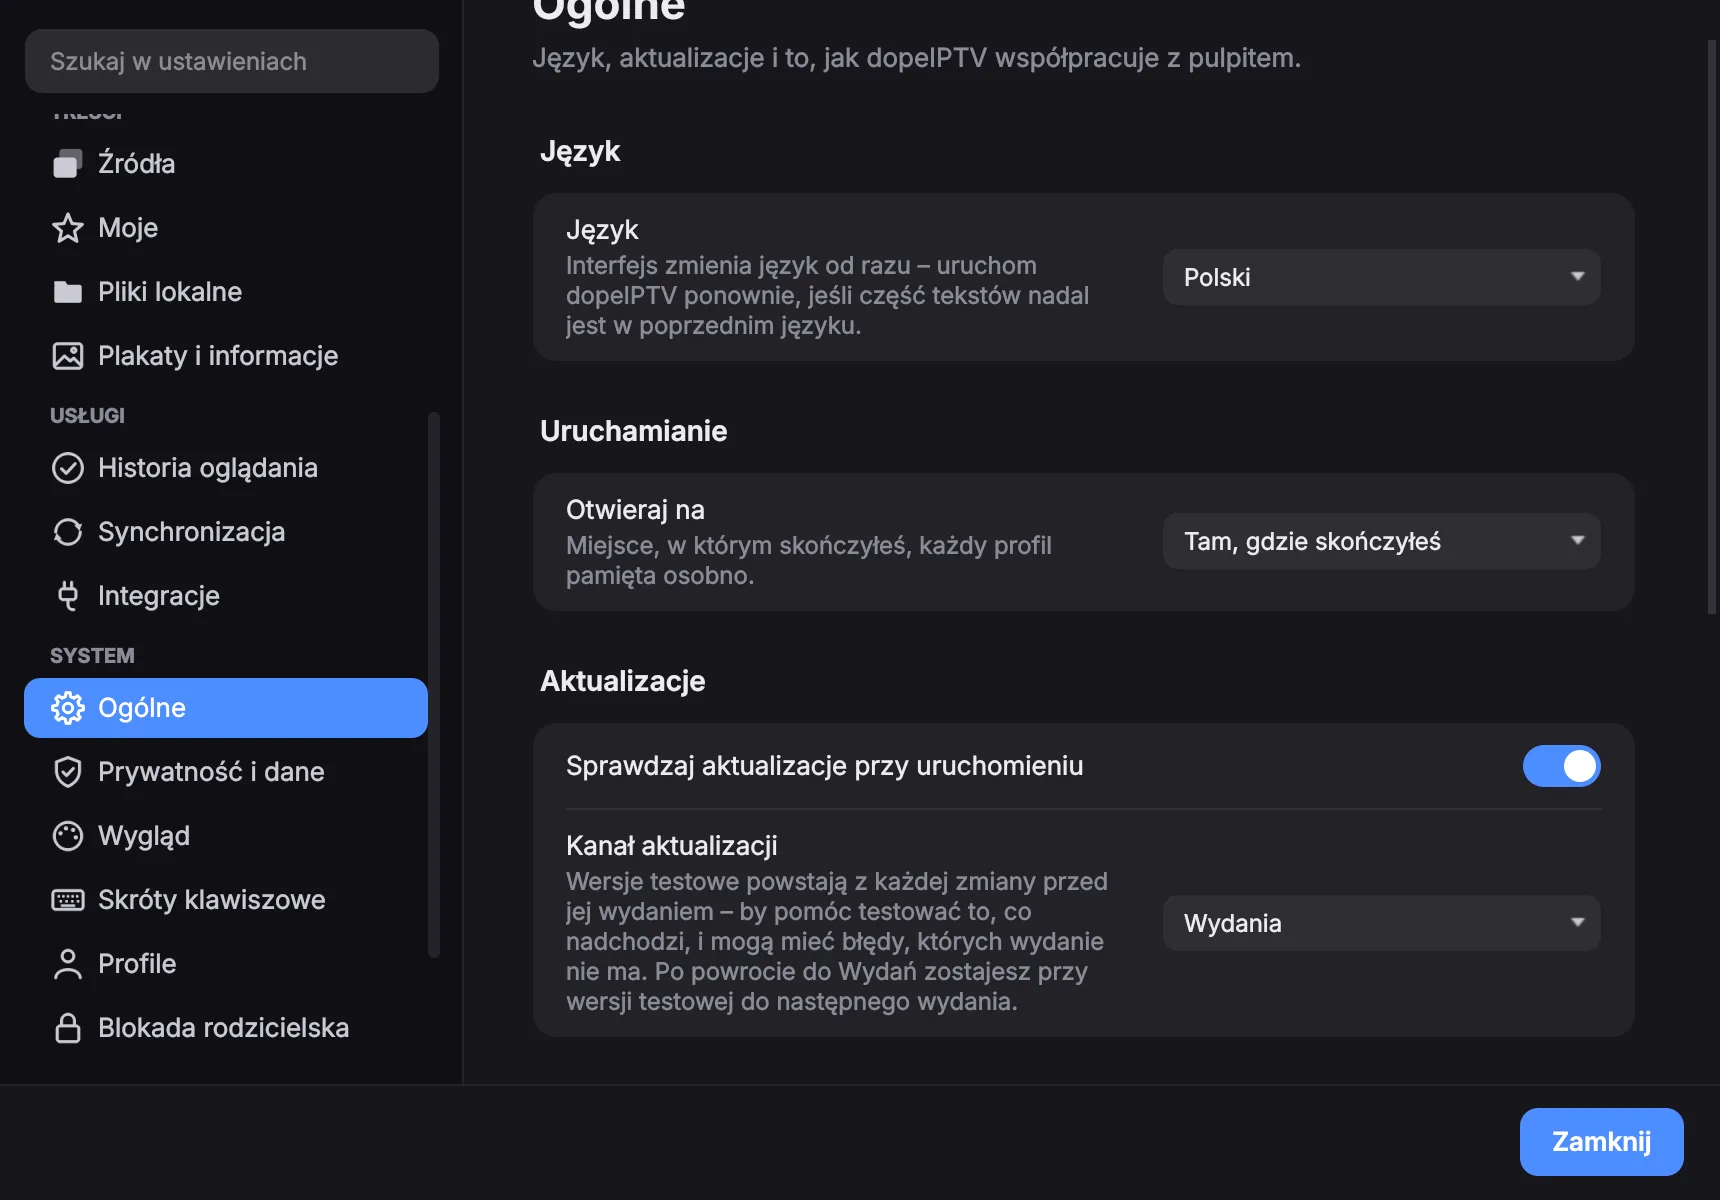 Szukaj w ustawieniach
TREŚCI
Źródła
Moje
Pliki lokalne
Plakaty i informacje
USŁUGI
Historia oglądania
Synchronizacja
Integracje
SYSTEM
Ogólne
Prywatność i dane
Wygląd
Skróty klawiszowe
Profile
Blokada rodzicielska
Ogólne
Język, aktualizacje i to, jak dopeIPTV współpracuje z pulpitem.
Język
Język
Interfejs zmienia język od razu – uruchom
dopeIPTV ponownie, jeśli część tekstów nadal
jest w poprzednim języku.
Polski
Uruchamianie
Otwieraj na
Miejsce, w którym skończyłeś, każdy profil
pamięta osobno.
Tam, gdzie skończyłeś
Aktualizacje
Sprawdzaj aktualizacje przy uruchomieniu
Kanał aktualizacji
Wersje testowe powstają z każdej zmiany przed
jej wydaniem – by pomóc testować to, co
nadchodzi, i mogą mieć błędy, których wydanie
nie ma. Po powrocie do Wydań zostajesz przy
wersji testowej do następnego wydania.
Wydania
Zamknij